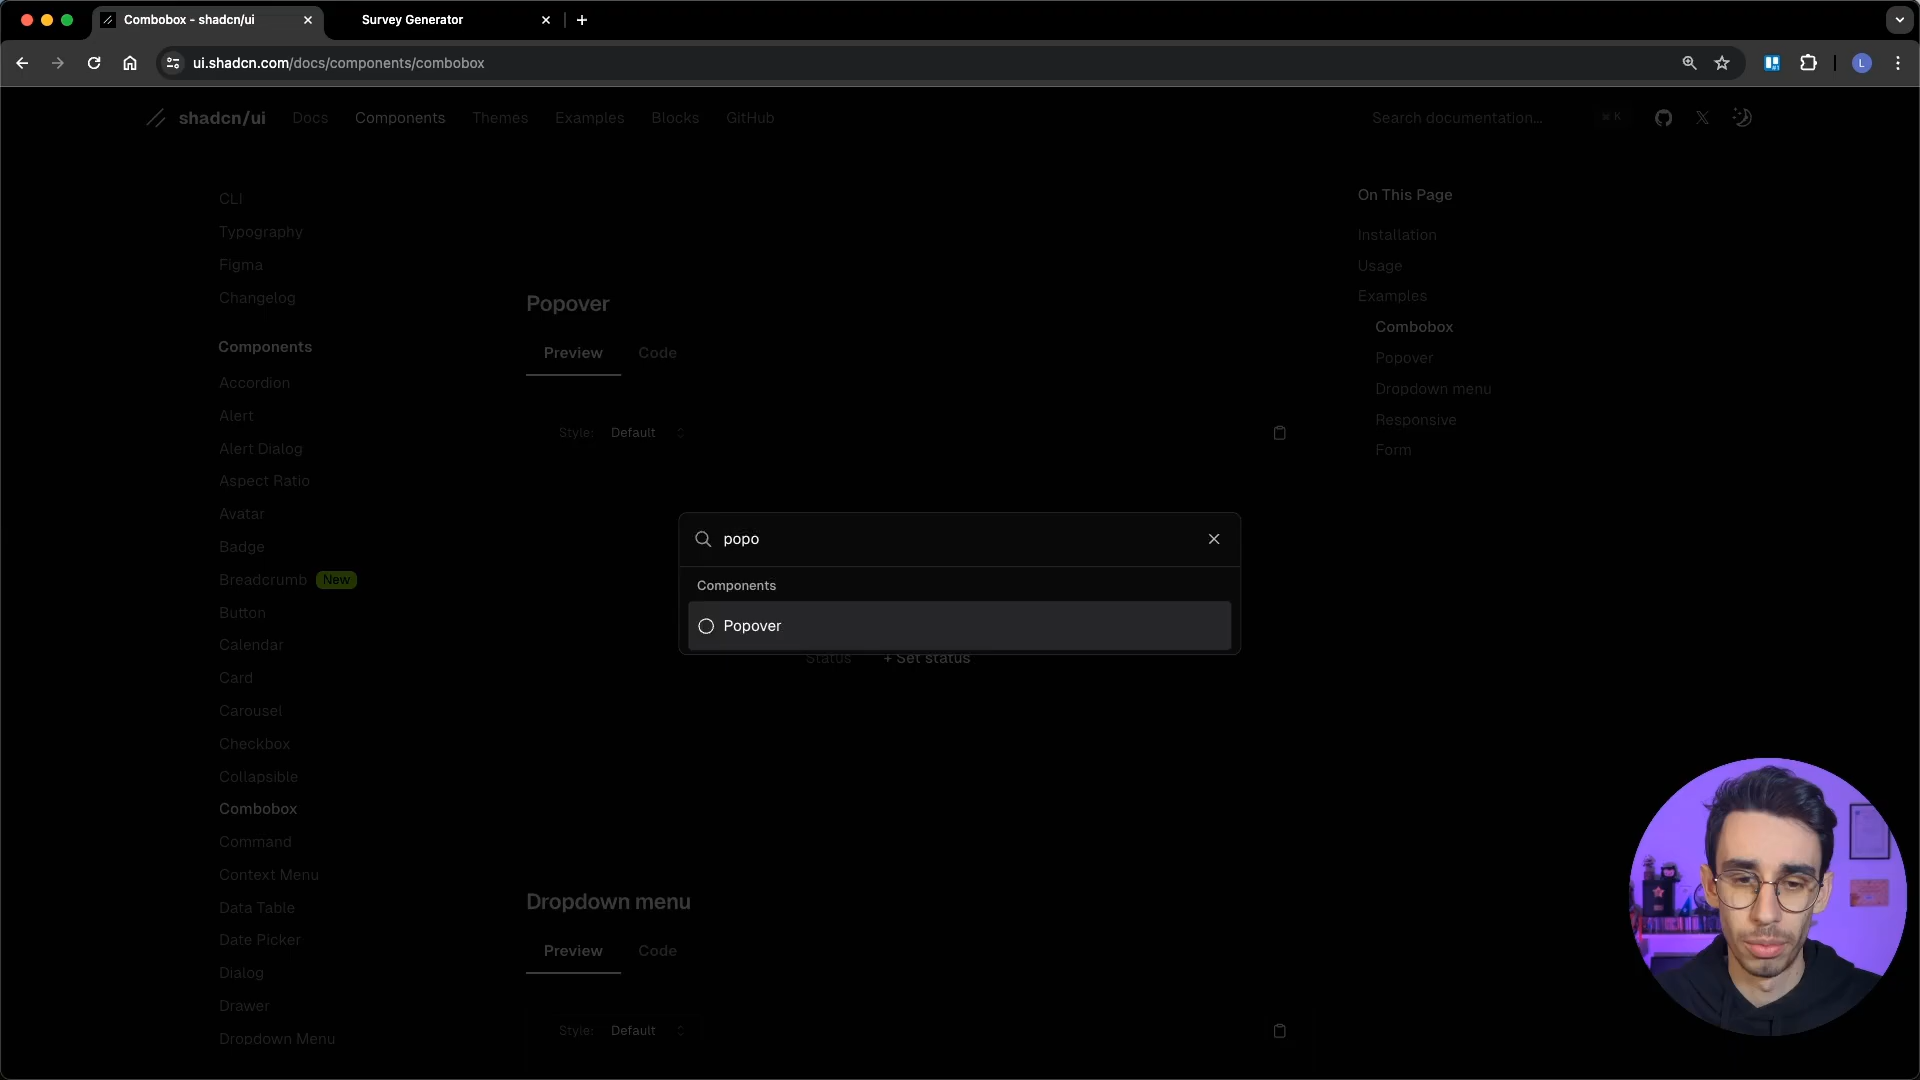 Combobox - shadcn/ui
Survey Generator
ui.shadcn.com/docs/components/combobox
L
shadcn/ui
Docs
Components
Themes
Examples
Blocks
GitHub
Search documentation...
⌘ K
CLI
Typography
Figma
Changelog
Components
Accordion
Alert
Alert Dialog
Aspect Ratio
Avatar
Badge
Breadcrumb New
Button
Calendar
Card
Carousel
Checkbox
Collapsible
Combobox
Command
Context Menu
Data Table
Date Picker
Dialog
Drawer
Dropdown Menu
Popover
Preview
Code
Style: Default
popo
Components
Popover
Status
+ Set status
Dropdown menu
Preview
Code
Style: Default
On This Page
Installation
Usage
Examples
Combobox
Popover
Dropdown menu
Responsive
Form